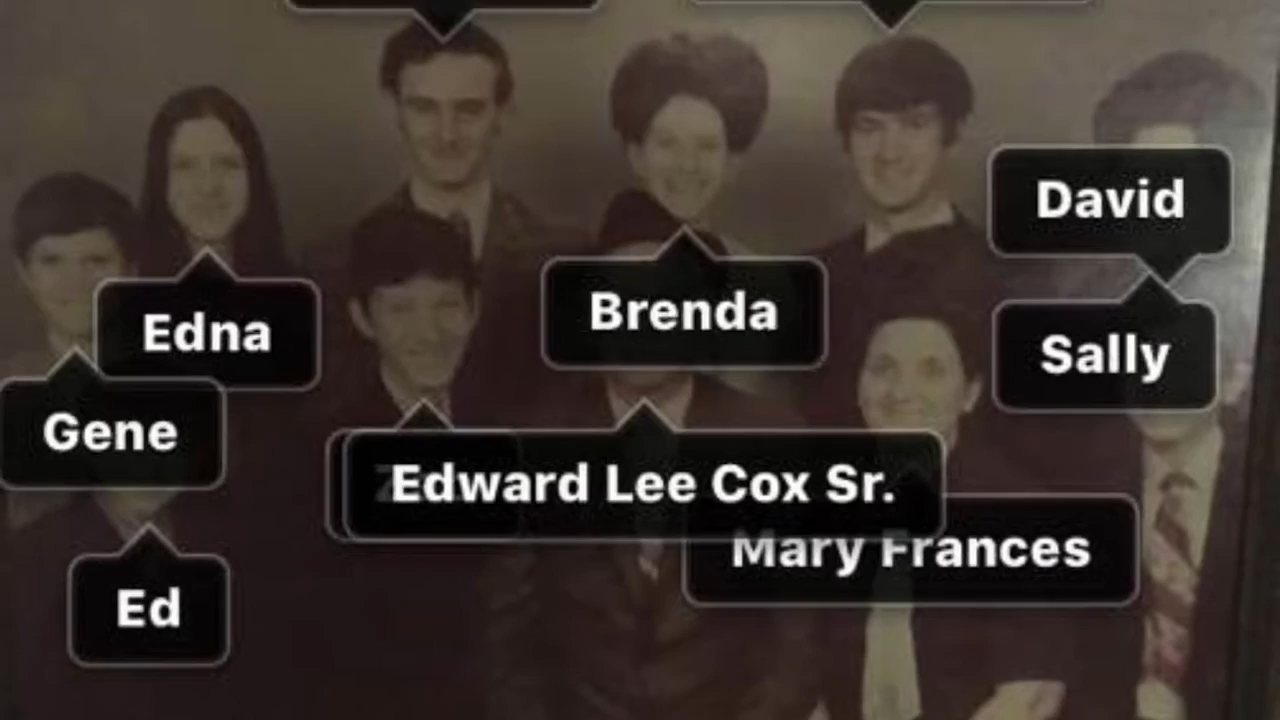 David
Edna
Brenda
Sally
Gene
Edward Lee Cox Sr.
Mary Frances
Ed